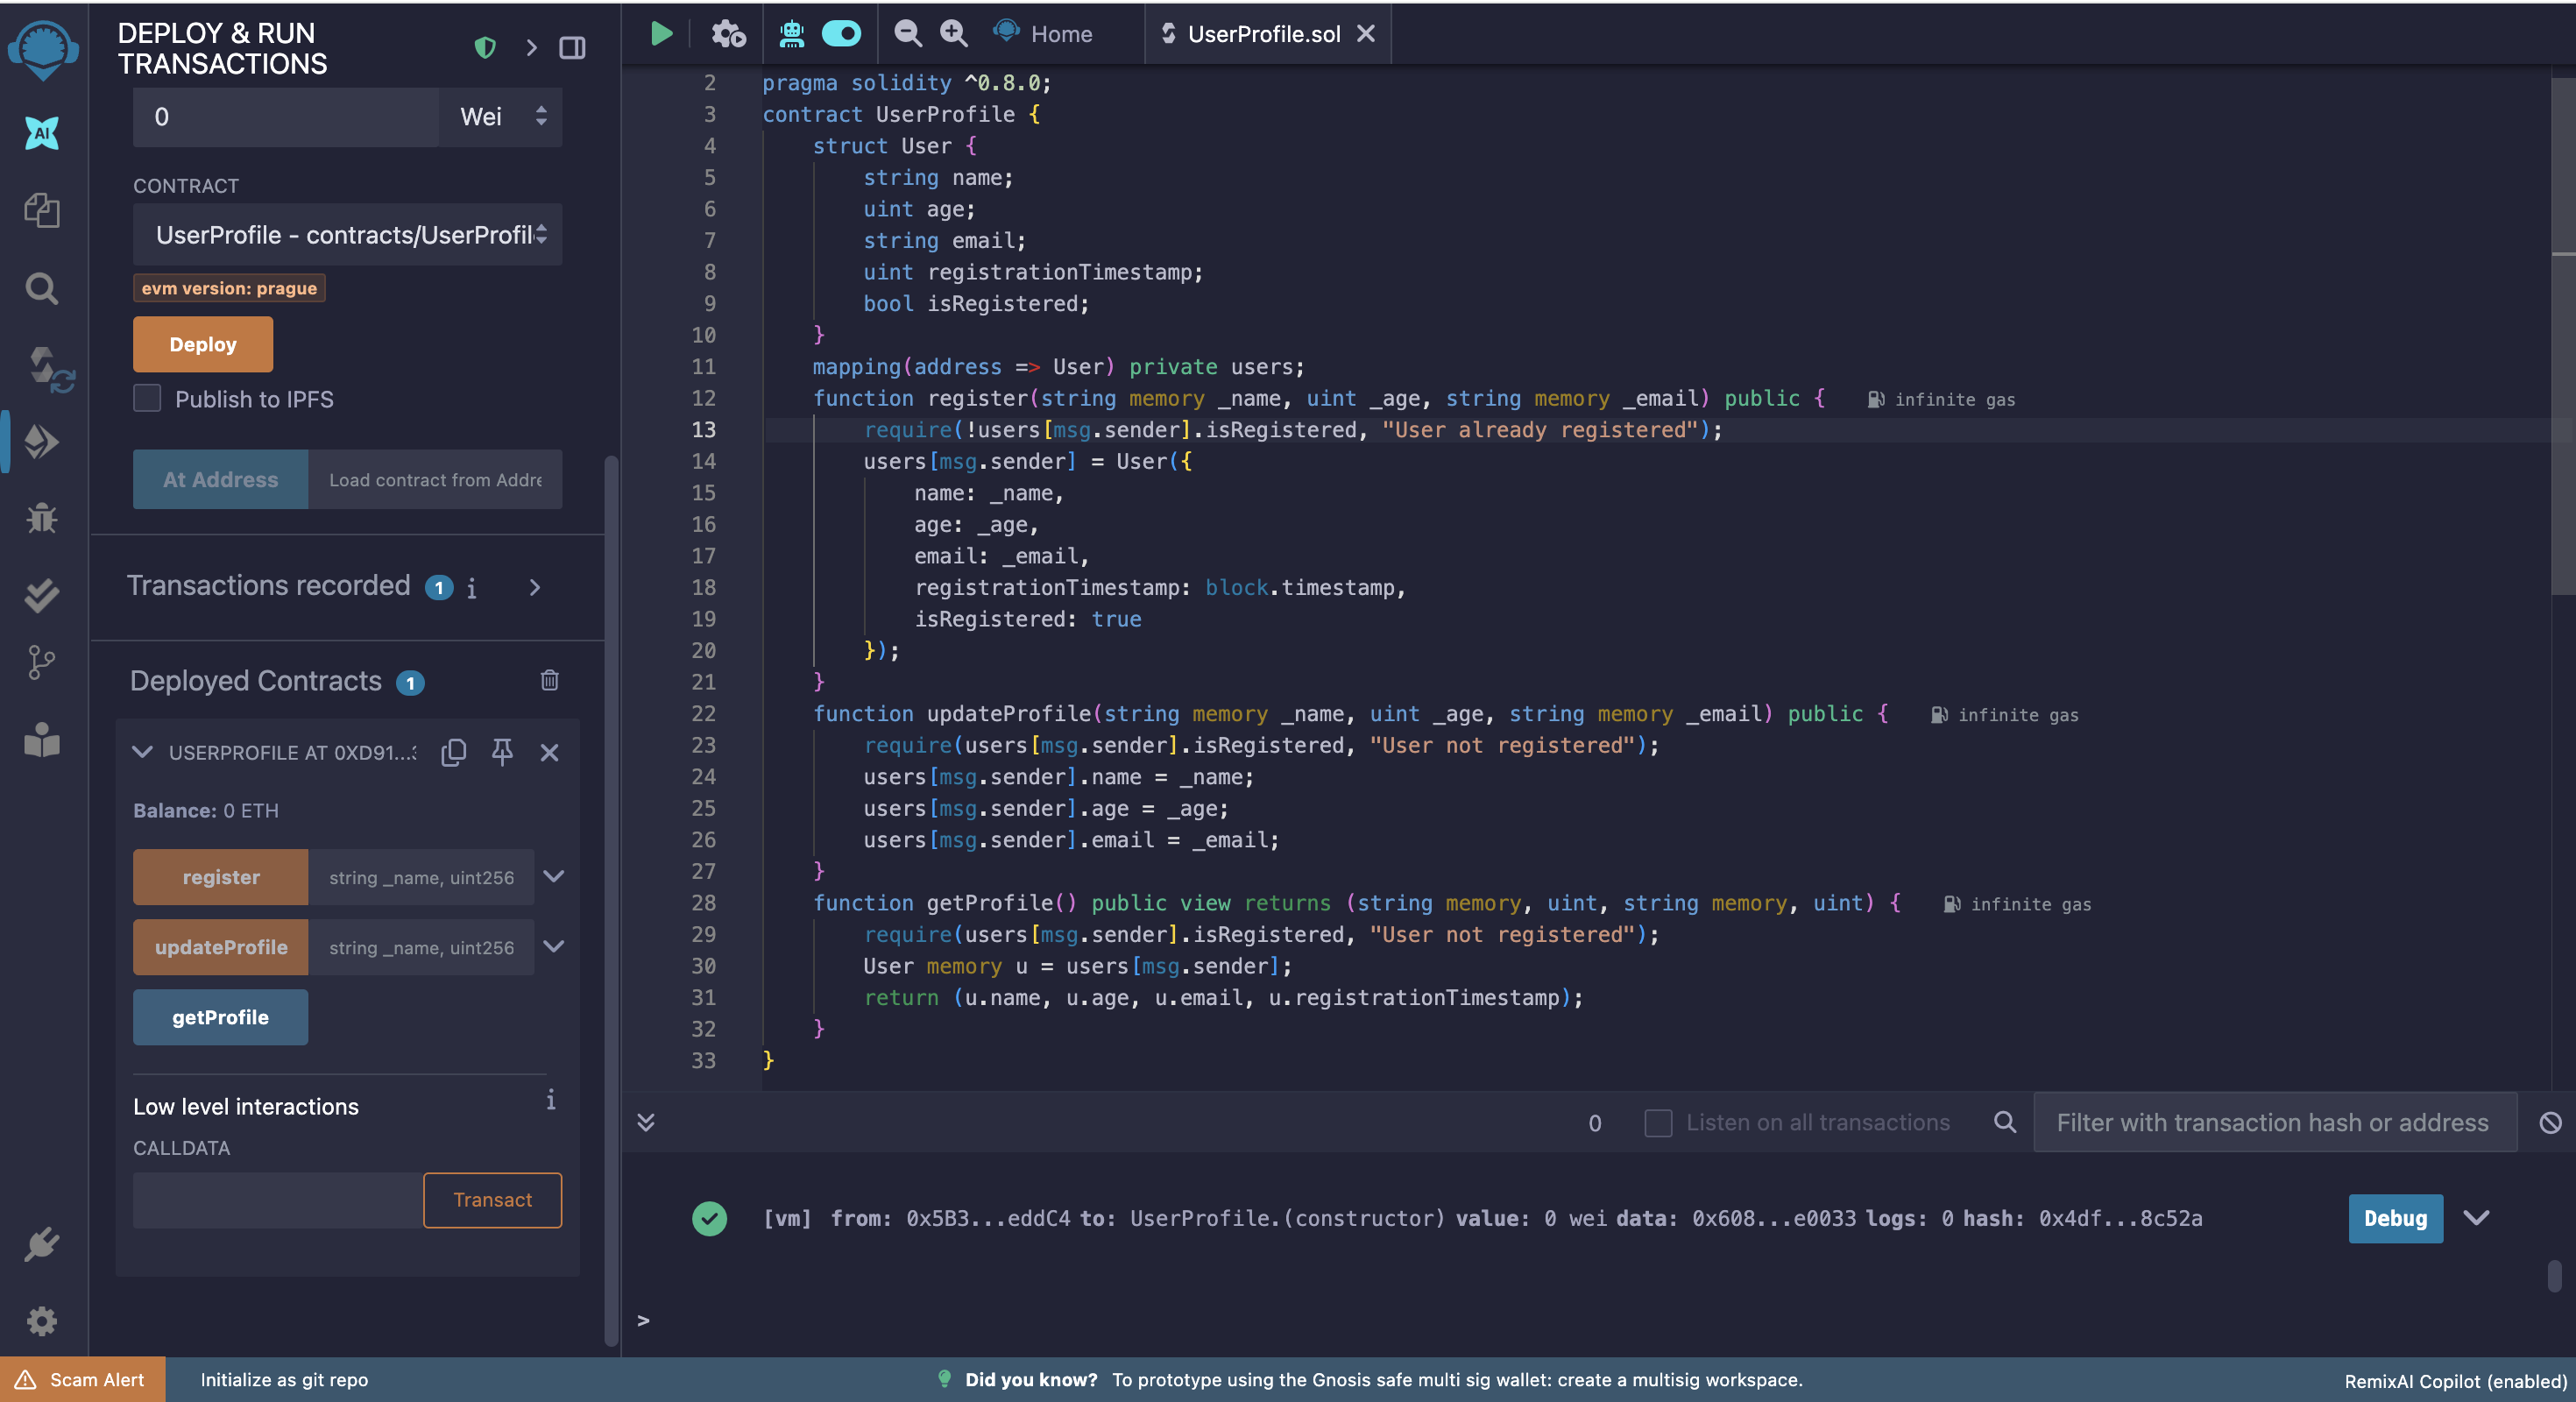 DEPLOY & RUN
TRANSACTIONS
0 Wei
CONTRACT
UserProfile - contracts/UserProfil
evm version: prague
Deploy
Publish to IPFS
At Address Load contract from Addre
Transactions recorded 1 i
Deployed Contracts 1
USERPROFILE AT 0XD91...3
Balance: 0 ETH
register string _name, uint256
updateProfile string _name, uint256
getProfile
Low level interactions i
CALLDATA
Transact
AI
Home UserProfile.sol
2 pragma solidity ^0.8.0;
3 contract UserProfile {
4 struct User {
5 string name;
6 uint age;
7 string email;
8 uint registrationTimestamp;
9 bool isRegistered;
10 }
11 mapping(address => User) private users;
12 function register(string memory _name, uint _age, string memory _email) public { infinite gas
13 require(!users[msg.sender].isRegistered, "User already registered");
14 users[msg.sender] = User({
15 name: _name,
16 age: _age,
17 email: _email,
18 registrationTimestamp: block.timestamp,
19 isRegistered: true
20 });
21 }
22 function updateProfile(string memory _name, uint _age, string memory _email) public { infinite gas
23 require(users[msg.sender].isRegistered, "User not registered");
24 users[msg.sender].name = _name;
25 users[msg.sender].age = _age;
26 users[msg.sender].email = _email;
27 }
28 function getProfile() public view returns (string memory, uint, string memory, uint) { infinite gas
29 require(users[msg.sender].isRegistered, "User not registered");
30 User memory u = users[msg.sender];
31 return (u.name, u.age, u.email, u.registrationTimestamp);
32 }
33 }
0 Listen on all transactions Filter with transaction hash or address
[vm] from: 0x5B3...eddC4 to: UserProfile.(constructor) value: 0 wei data: 0x608...e0033 logs: 0 hash: 0x4df...8c52a Debug
>
Scam Alert Initialize as git repo Did you know? To prototype using the Gnosis safe multi sig wallet: create a multisig workspace. RemixAI Copilot (enabled)